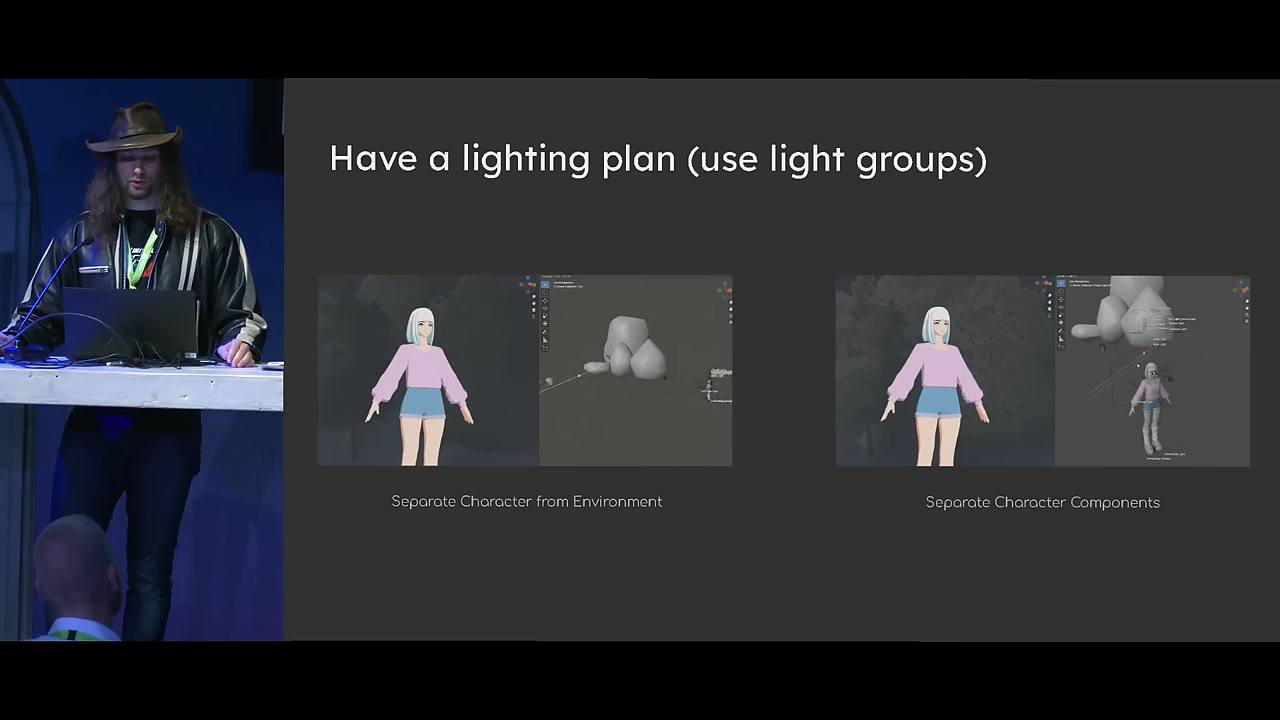 Have a lighting plan (use light groups)
Separate Character from Environment
Separate Character Components